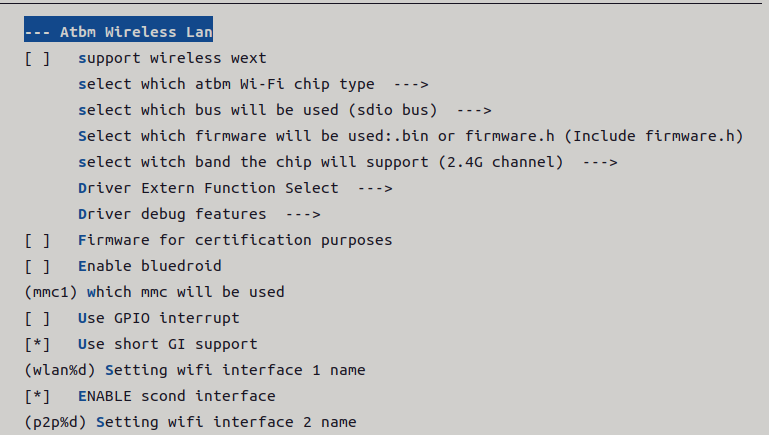 --- Atbm Wireless Lan
[ ]   support wireless wext
      select which atbm Wi-Fi chip type  --->
      select which bus will be used (sdio bus)  --->
      Select which firmware will be used:.bin or firmware.h (Include firmware.h)
      select witch band the chip will support (2.4G channel)  --->
      Driver Extern Function Select  --->
      Driver debug features  --->
[ ]   Firmware for certification purposes
[ ]   Enable bluedroid
(mmc1) which mmc will be used
[ ]   Use GPIO interrupt
[*]   Use short GI support
(wlan%d) Setting wifi interface 1 name
[*]   ENABLE scond interface
(p2p%d) Setting wifi interface 2 name